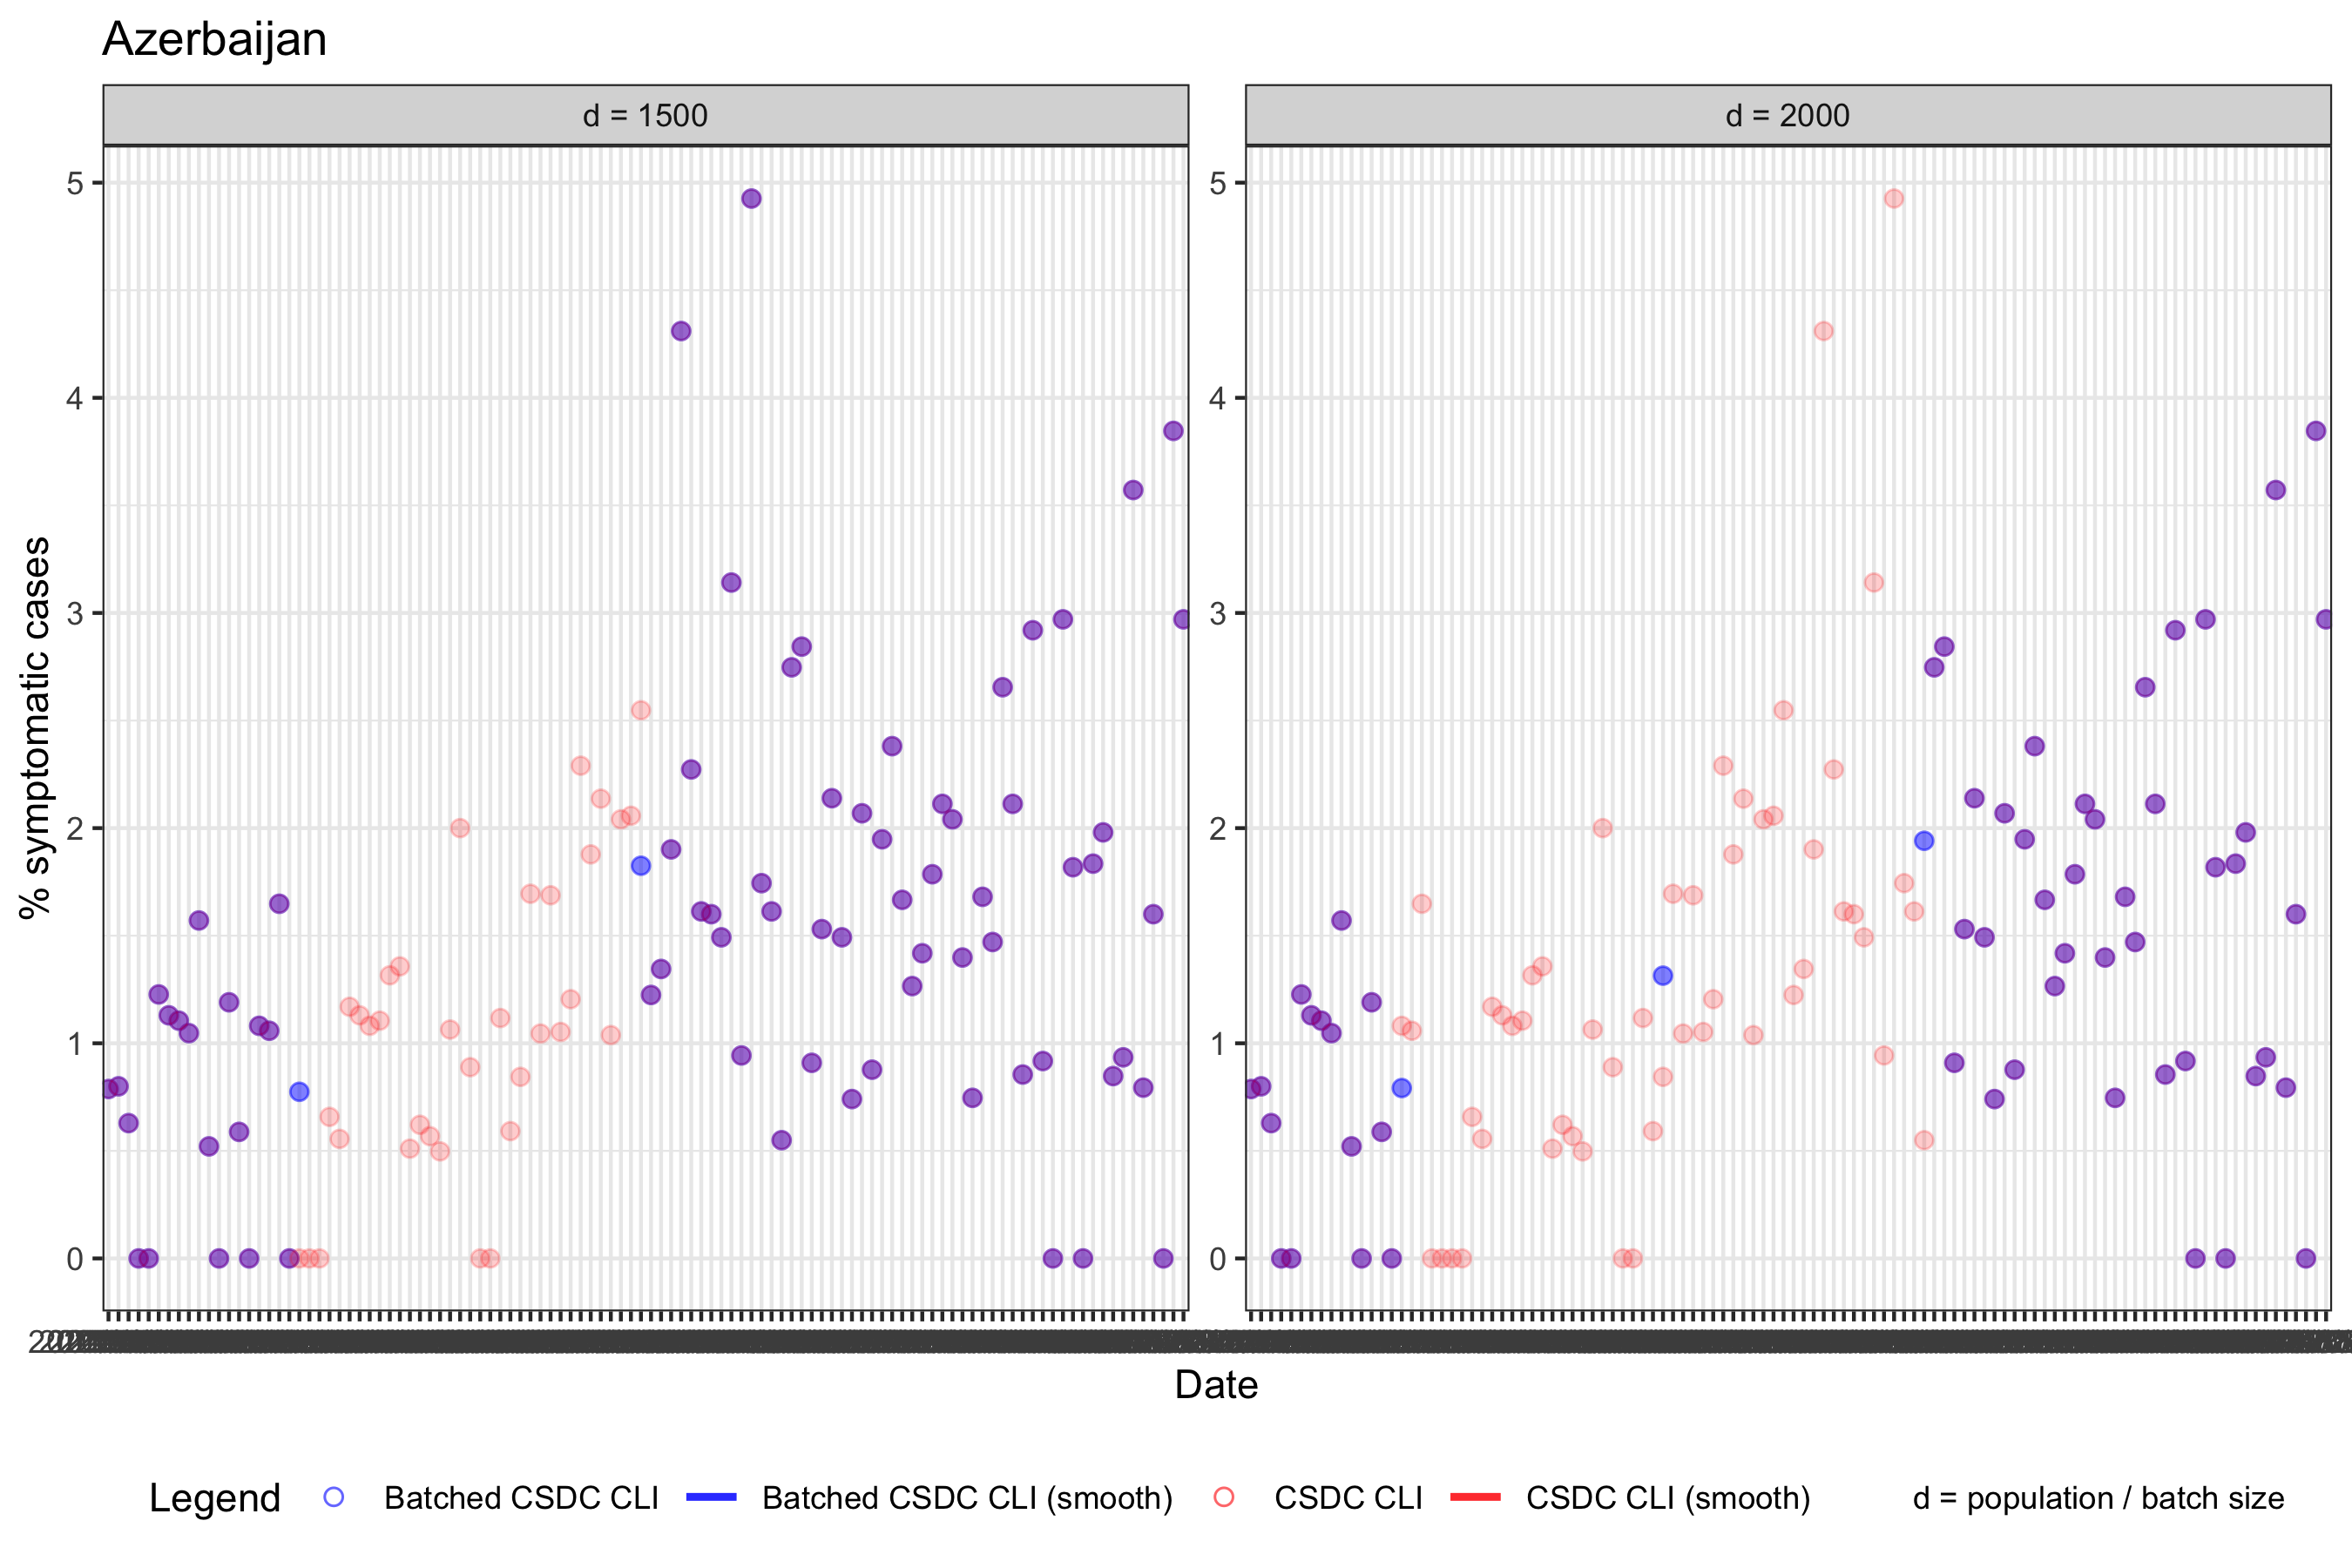 Azerbaijan
d = 1500
d = 2000
% symptomatic cases
5
4
3
2
1
0
5
4
3
2
1
0
Date
Legend Batched CSDC CLI Batched CSDC CLI (smooth) CSDC CLI CSDC CLI (smooth) d = population / batch size